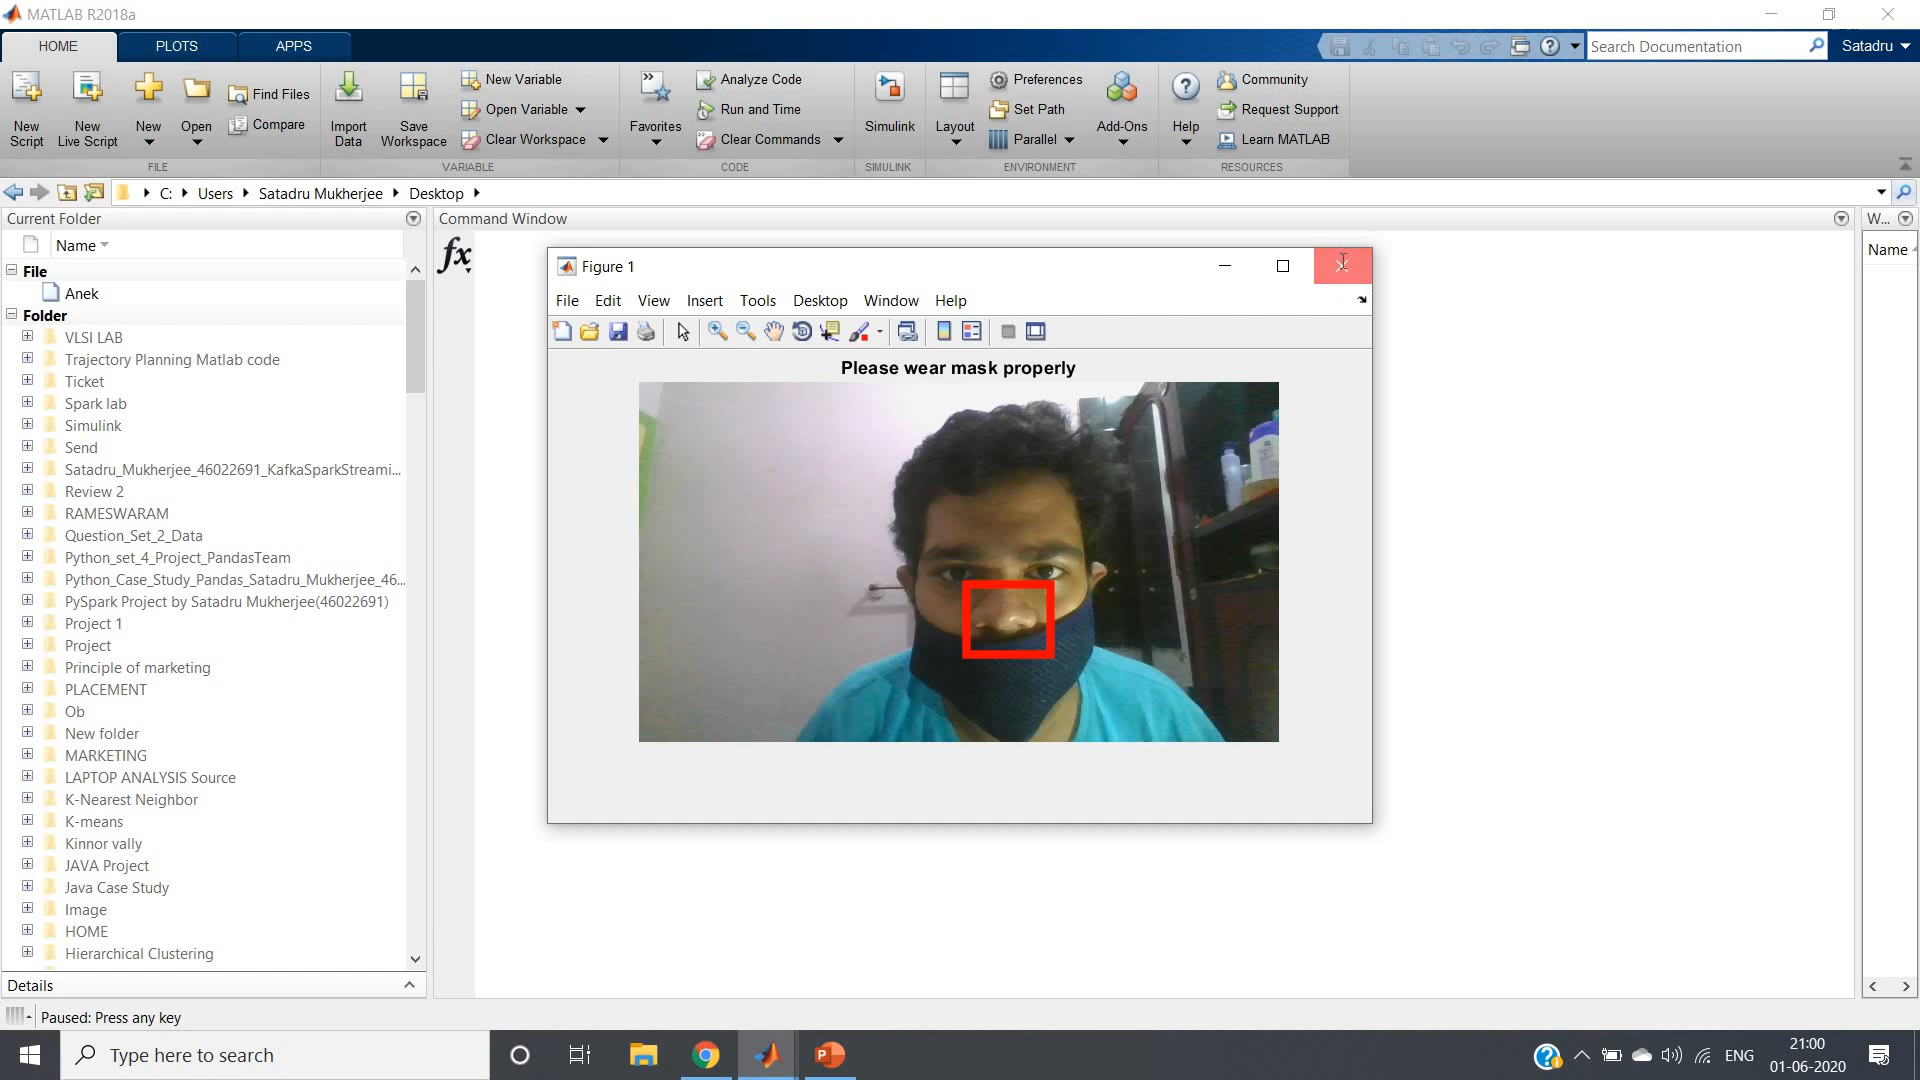 MATLAB R2018a
HOME PLOTS APPS
Search Documentation
Satadru
New Script
New Live Script
New
Open
Find Files
Compare
FILE
Import Data
Save Workspace
New Variable
Open Variable
Clear Workspace
VARIABLE
Favorites
Analyze Code
Run and Time
Clear Commands
CODE
Simulink
SIMULINK
Layout
Preferences
Set Path
Parallel
Add-Ons
ENVIRONMENT
Help
Community
Request Support
Learn MATLAB
RESOURCES
C: Users Satadru Mukherjee Desktop
Current Folder
Name
File
Anek
Folder
VLSI LAB
Trajectory Planning Matlab code
Ticket
Spark lab
Simulink
Send
Satadru_Mukherjee_46022691_KafkaSparkStreami...
Review 2
RAMESWARAM
Question_Set_2_Data
Python_set_4_Project_PandasTeam
Python_Case_Study_Pandas_Satadru_Mukherjee_46...
PySpark Project by Satadru Mukherjee(46022691)
Project 1
Project
Principle of marketing
PLACEMENT
Ob
New folder
MARKETING
LAPTOP ANALYSIS Source
K-Nearest Neighbor
K-means
Kinnor vally
JAVA Project
Java Case Study
Image
HOME
Hierarchical Clustering
Details
Command Window
fx
Figure 1
File Edit View Insert Tools Desktop Window Help
Please wear mask properly
W...
Name
Paused: Press any key
Type here to search
ENG
21:00
01-06-2020